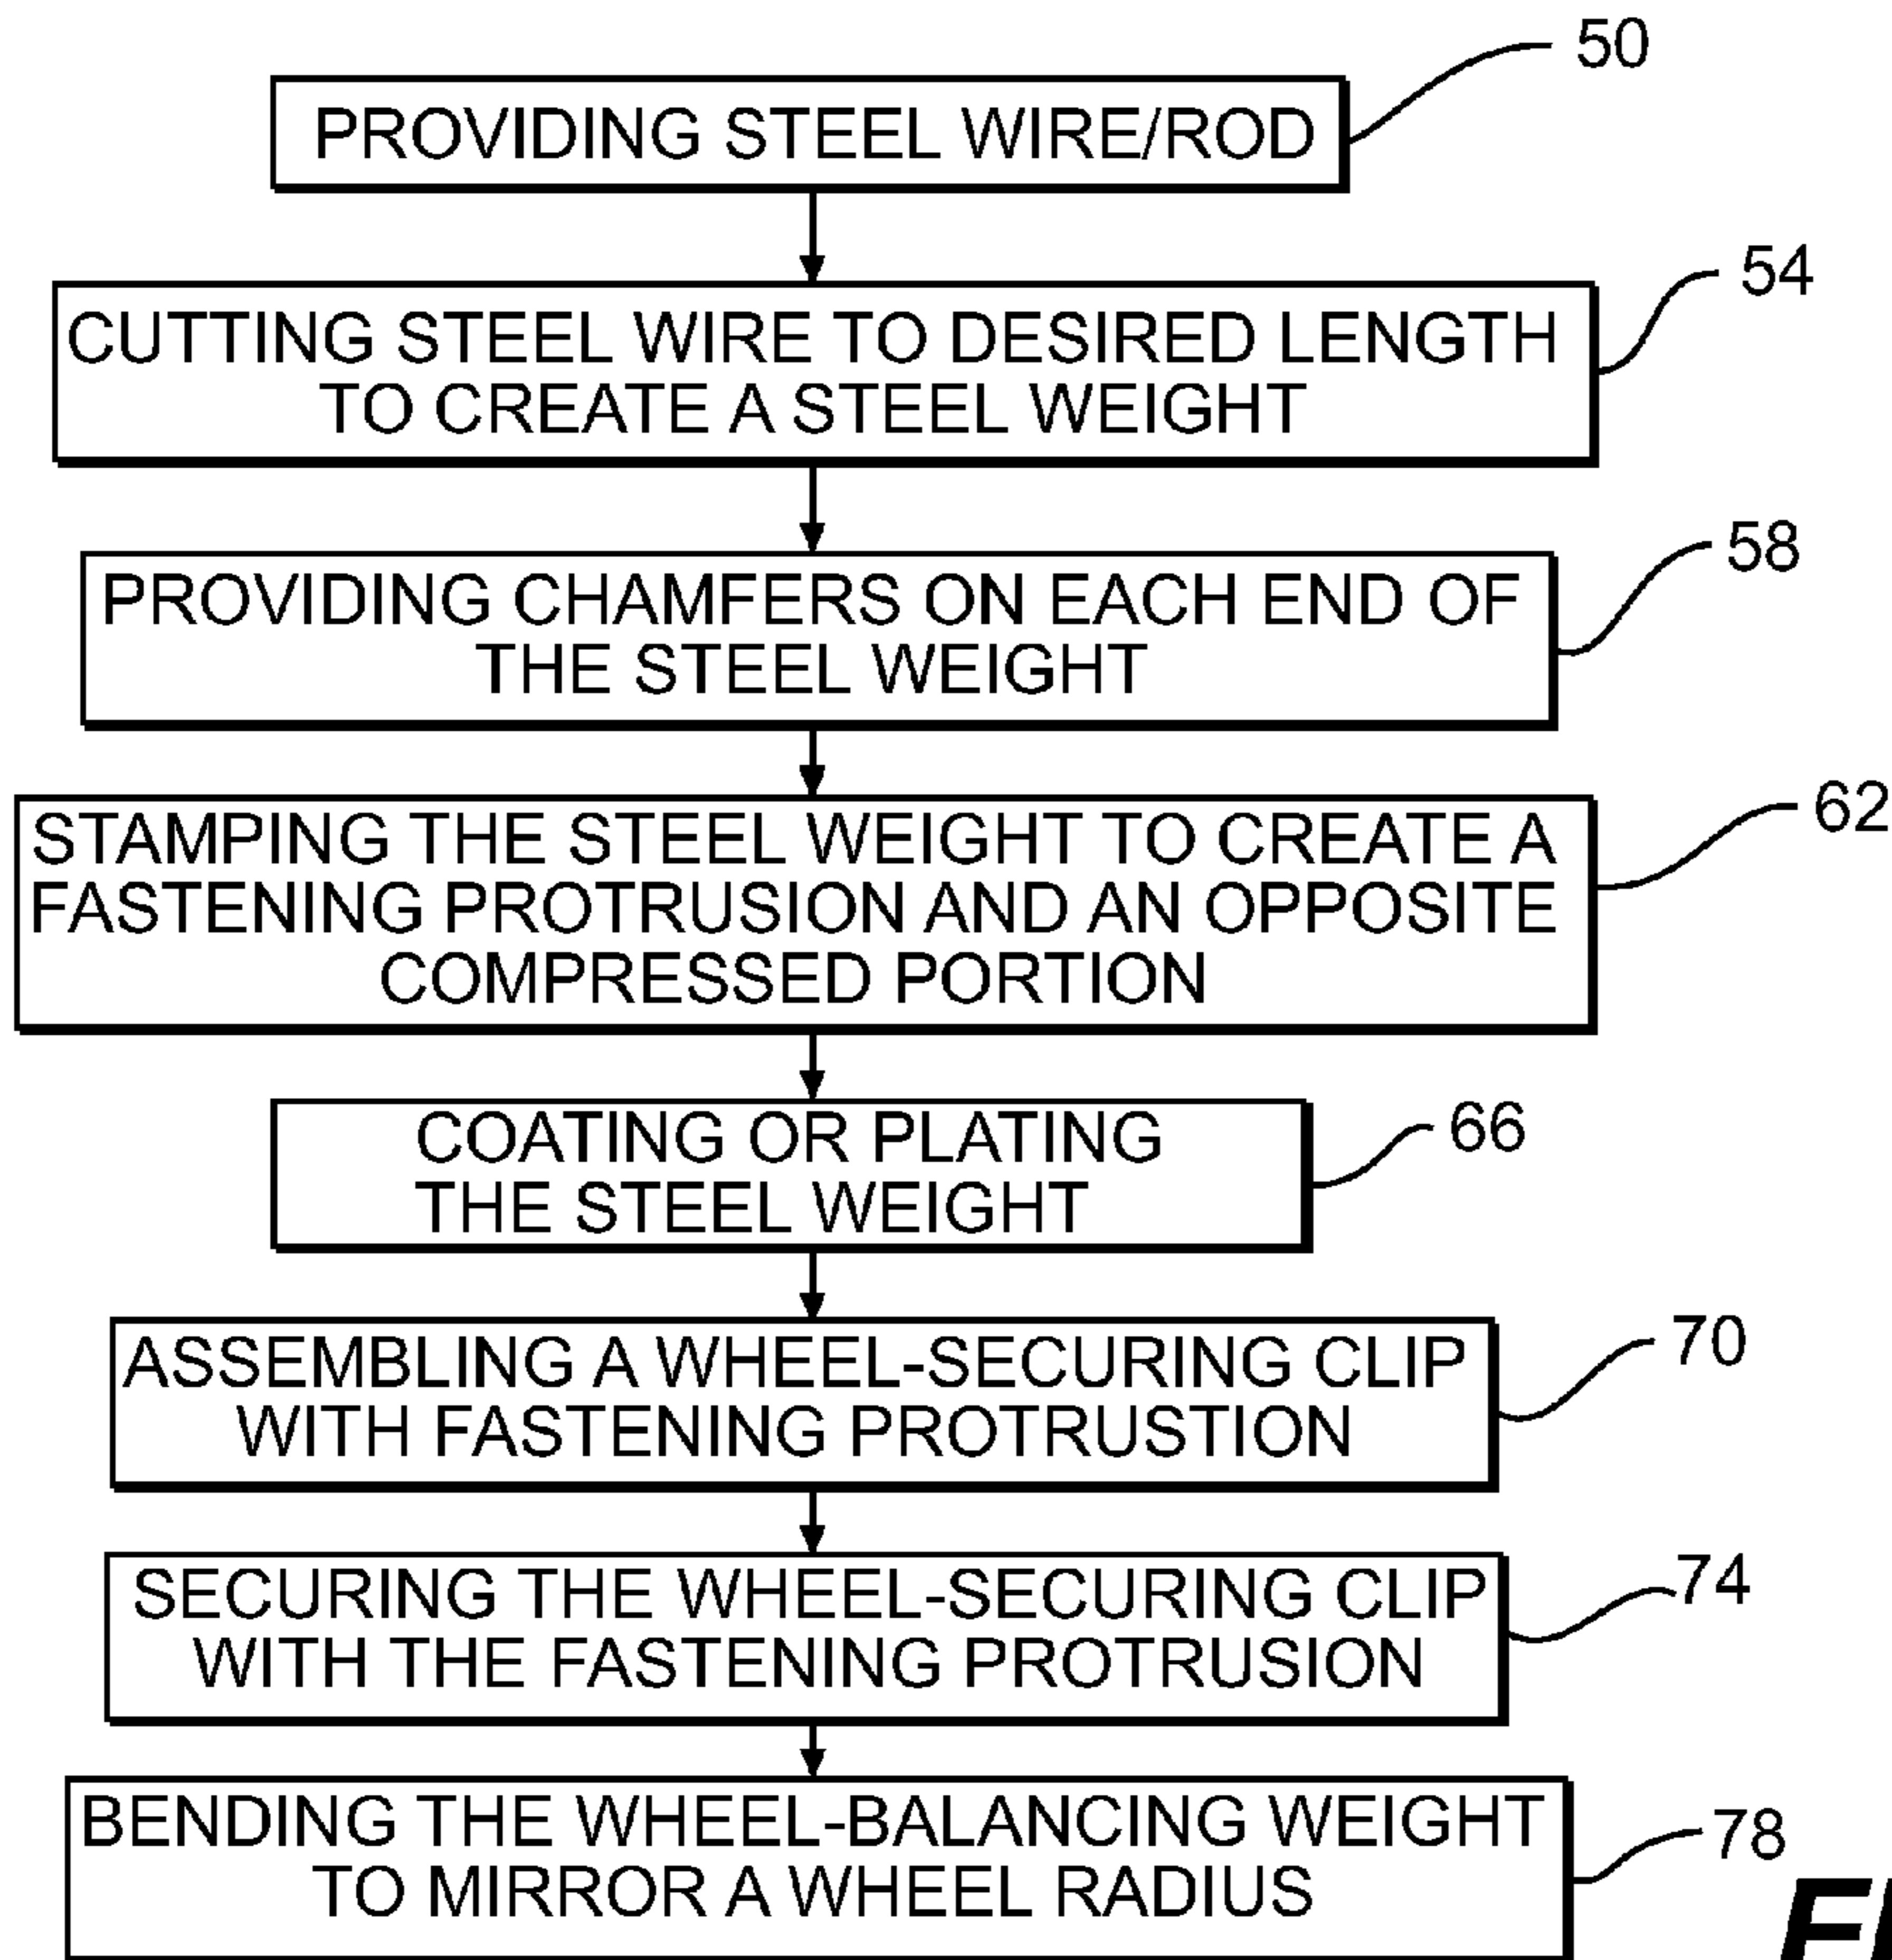 50
PROVIDING STEEL WIRE/ROD
54
CUTTING STEEL WIRE TO DESIRED LENGTH
TO CREATE A STEEL WEIGHT
58
PROVIDING CHAMFERS ON EACH END OF
THE STEEL WEIGHT
62
STAMPING THE STEEL WEIGHT TO CREATE A
FASTENING PROTRUSION AND AN OPPOSITE
COMPRESSED PORTION
66
COATING OR PLATING
THE STEEL WEIGHT
70
ASSEMBLING A WHEEL-SECURING CLIP
WITH FASTENING PROTRUSTION
74
SECURING THE WHEEL-SECURING CLIP
WITH THE FASTENING PROTRUSION
78
BENDING THE WHEEL-BALANCING WEIGHT
TO MIRROR A WHEEL RADIUS